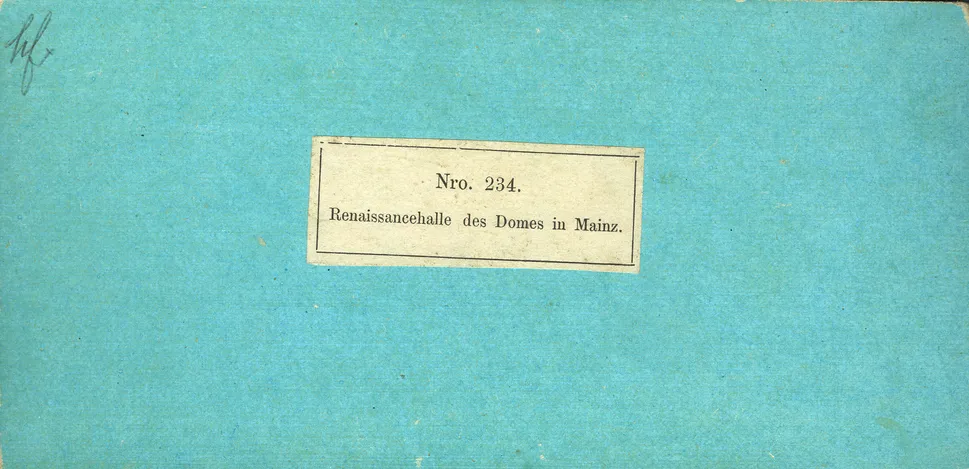 Nro. 234.
Renaissancehalle des Domes in Mainz.